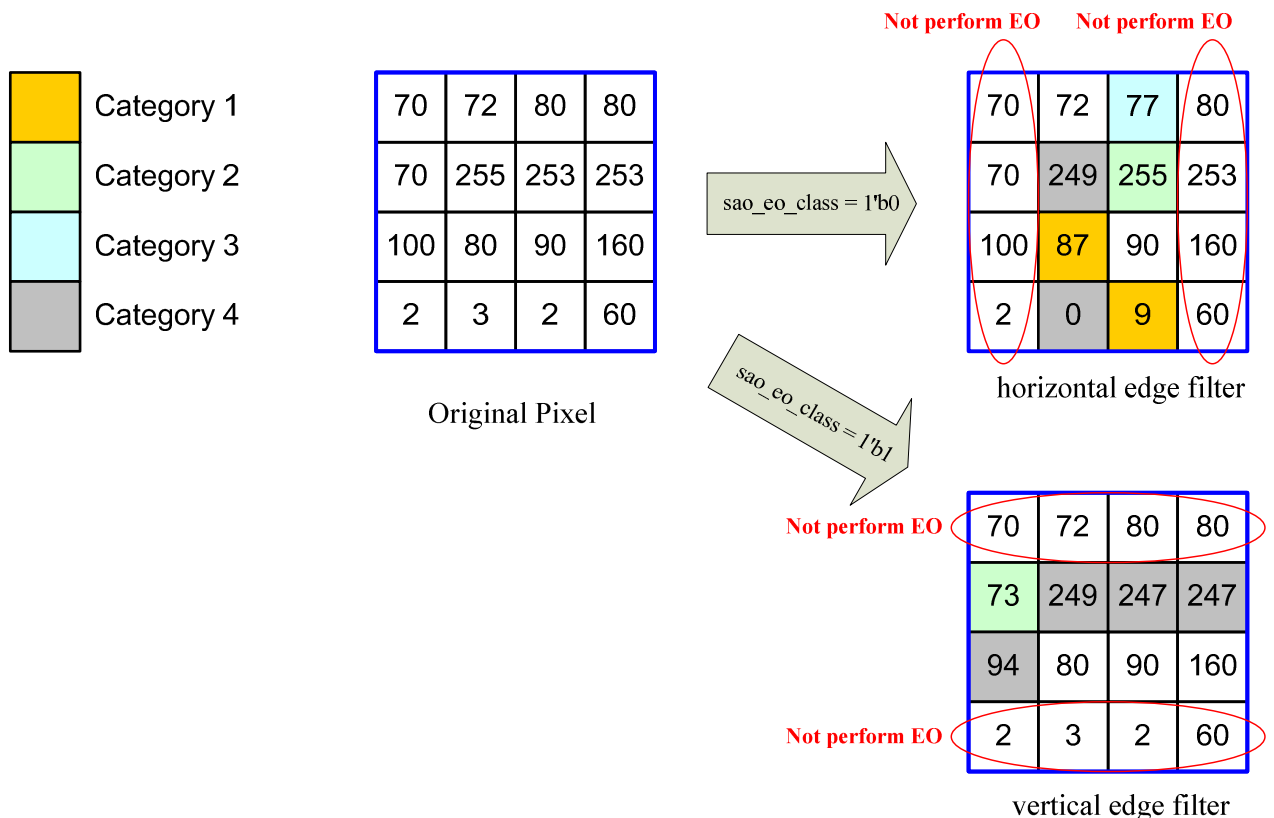 Not perform EO Not perform EO
Category 1
Category 2
Category 3
Category 4
70 72 80 80
70 255 253 253
100 80 90 160
2 3 2 60
Original Pixel
sao_eo_class = 1'b0
sao_eo_class = 1'b1
70 72 77 80
70 249 255 253
100 87 90 160
2 0 9 60
horizontal edge filter
Not perform EO
70 72 80 80
73 249 247 247
94 80 90 160
Not perform EO
2 3 2 60
vertical edge filter